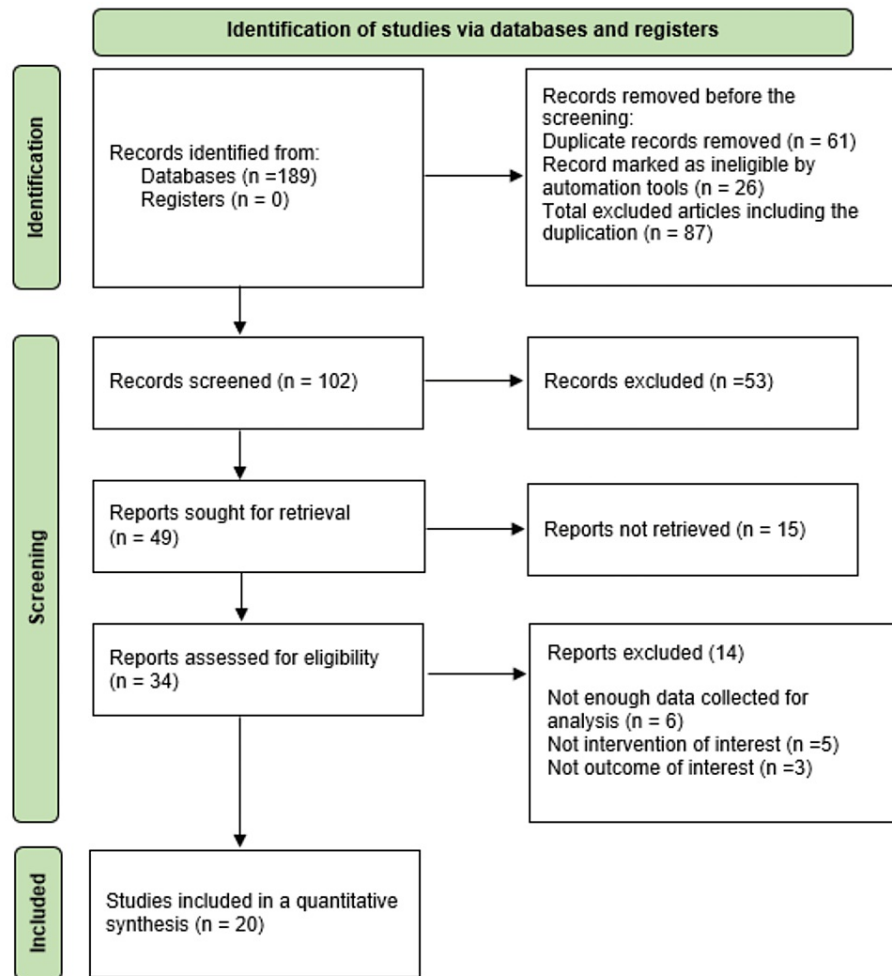 Identification of studies via databases and registers
Identification
Records identified from:
Databases (n =189)
Registers (n = 0)
Records removed before the
screening:
Duplicate records removed (n = 61)
Record marked as ineligible by
automation tools (n = 26)
Total excluded articles including the
duplication (n = 87)
Screening
Records screened (n = 102)
Records excluded (n =53)
Reports sought for retrieval
(n = 49)
Reports not retrieved (n = 15)
Reports assessed for eligibility
(n = 34)
Reports excluded (14)
Not enough data collected for
analysis (n = 6)
Not intervention of interest (n =5)
Not outcome of interest (n =3)
Included
Studies included in a quantitative
synthesis (n = 20)